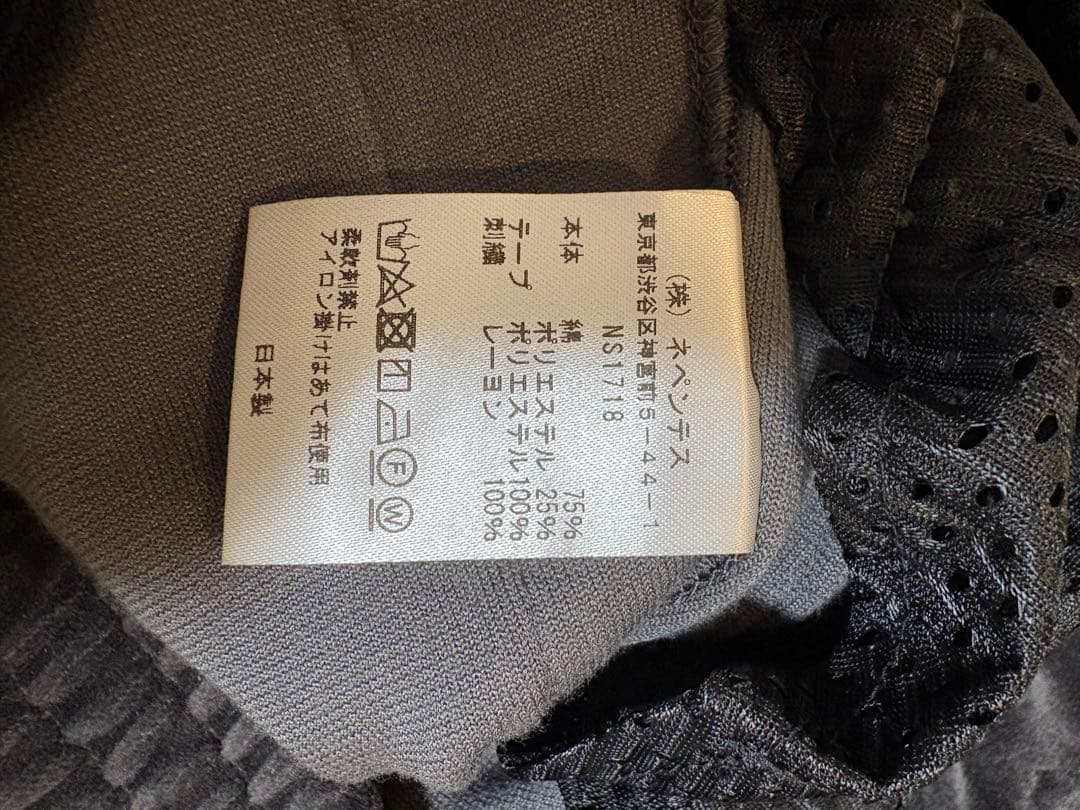 (株) ネペンテス
東京都渋谷区神宮前5-44-1
NS1718
本体 綿 75%
ポリエステル 25%
テープ ポリエステル 100%
刺繍 レーヨン 100%
F
W
柔軟剤禁止
アイロン掛けはあて布使用
日本製